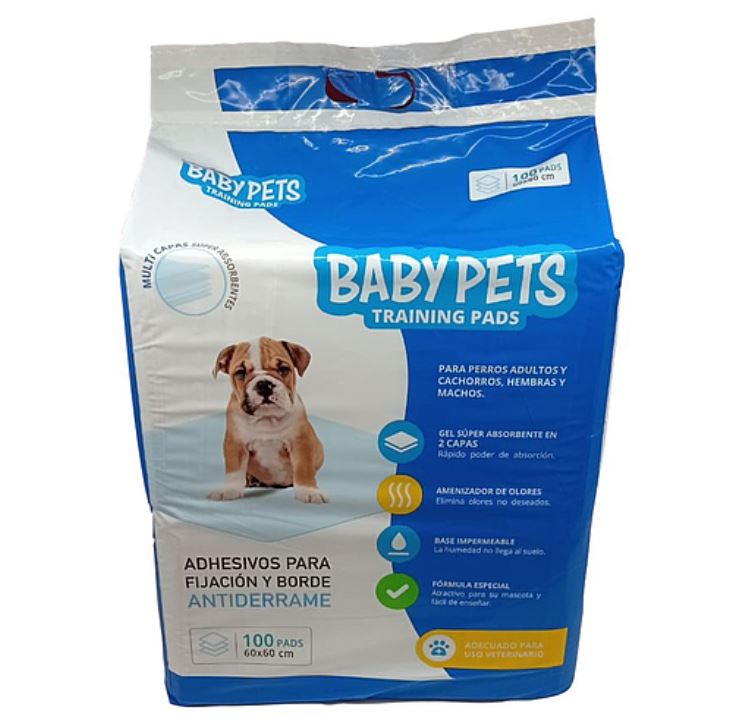 BABY PETS
TRAINING PADS
100 PADS
60x60 cm
MULTI CAPAS SUPER ABSORBENTES
BABY PETS
TRAINING PADS
PARA PERROS ADULTOS Y
CACHORROS, HEMBRAS Y
MACHOS.
GEL SÚPER ABSORBENTE EN
2 CAPAS
Rápido poder de absorción.
AMENIZADOR DE OLORES
Elimina olores no deseados.
BASE IMPERMEABLE
La humedad no llega al suelo.
FÓRMULA ESPECIAL
Atractivo para su mascota y
fácil de enseñar.
ADHESIVOS PARA
FIJACIÓN Y BORDE
ANTIDERRAME
100 PADS
60x60 cm
ADECUADO PARA
USO VETERINARIO